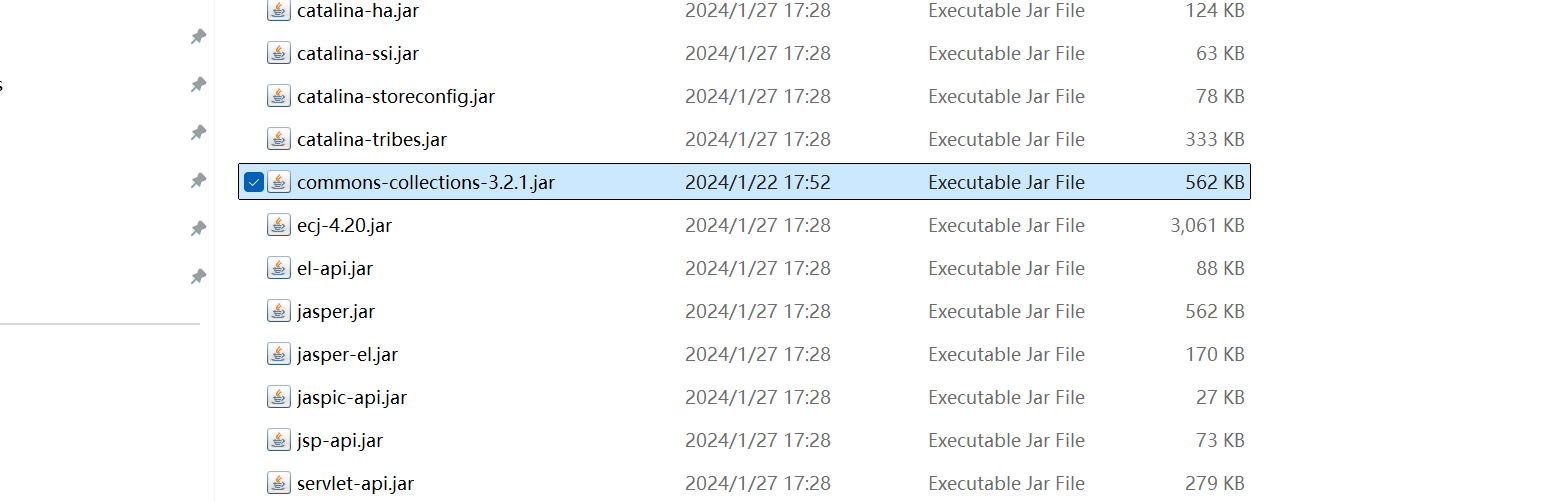 catalina-ha.jar 2024/1/27 17:28 Executable Jar File 124 KB
catalina-ssi.jar 2024/1/27 17:28 Executable Jar File 63 KB
s
catalina-storeconfig.jar 2024/1/27 17:28 Executable Jar File 78 KB
catalina-tribes.jar 2024/1/27 17:28 Executable Jar File 333 KB
commons-collections-3.2.1.jar 2024/1/22 17:52 Executable Jar File 562 KB
ecj-4.20.jar 2024/1/27 17:28 Executable Jar File 3,061 KB
el-api.jar 2024/1/27 17:28 Executable Jar File 88 KB
jasper.jar 2024/1/27 17:28 Executable Jar File 562 KB
jasper-el.jar 2024/1/27 17:28 Executable Jar File 170 KB
jaspic-api.jar 2024/1/27 17:28 Executable Jar File 27 KB
jsp-api.jar 2024/1/27 17:28 Executable Jar File 73 KB
servlet-api.jar 2024/1/27 17:28 Executable Jar File 279 KB